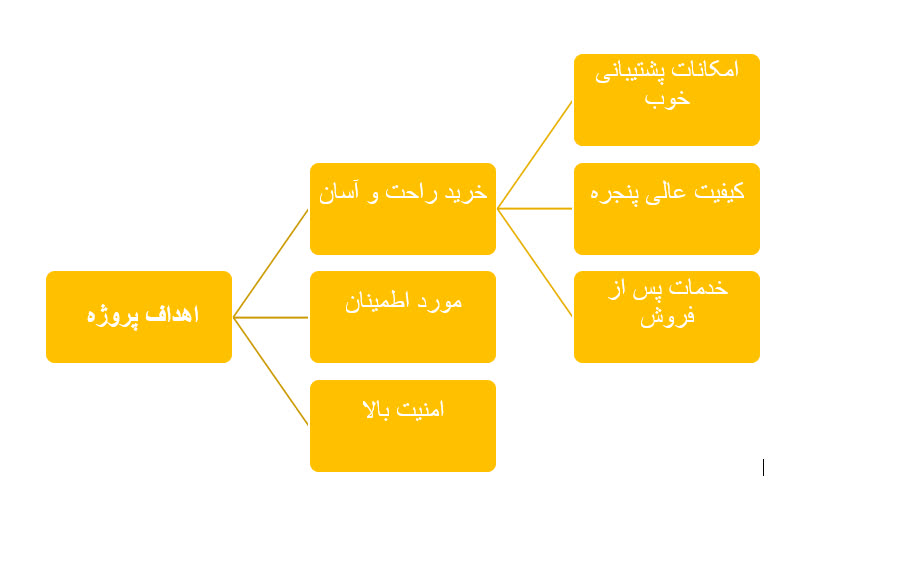 اهداف پروژه
خرید راحت و آسان
مورد اطمینان
امنیت بالا
امکانات پشتیبانی
خوب
کیفیت عالی پنجره
خدمات پس از
فروش